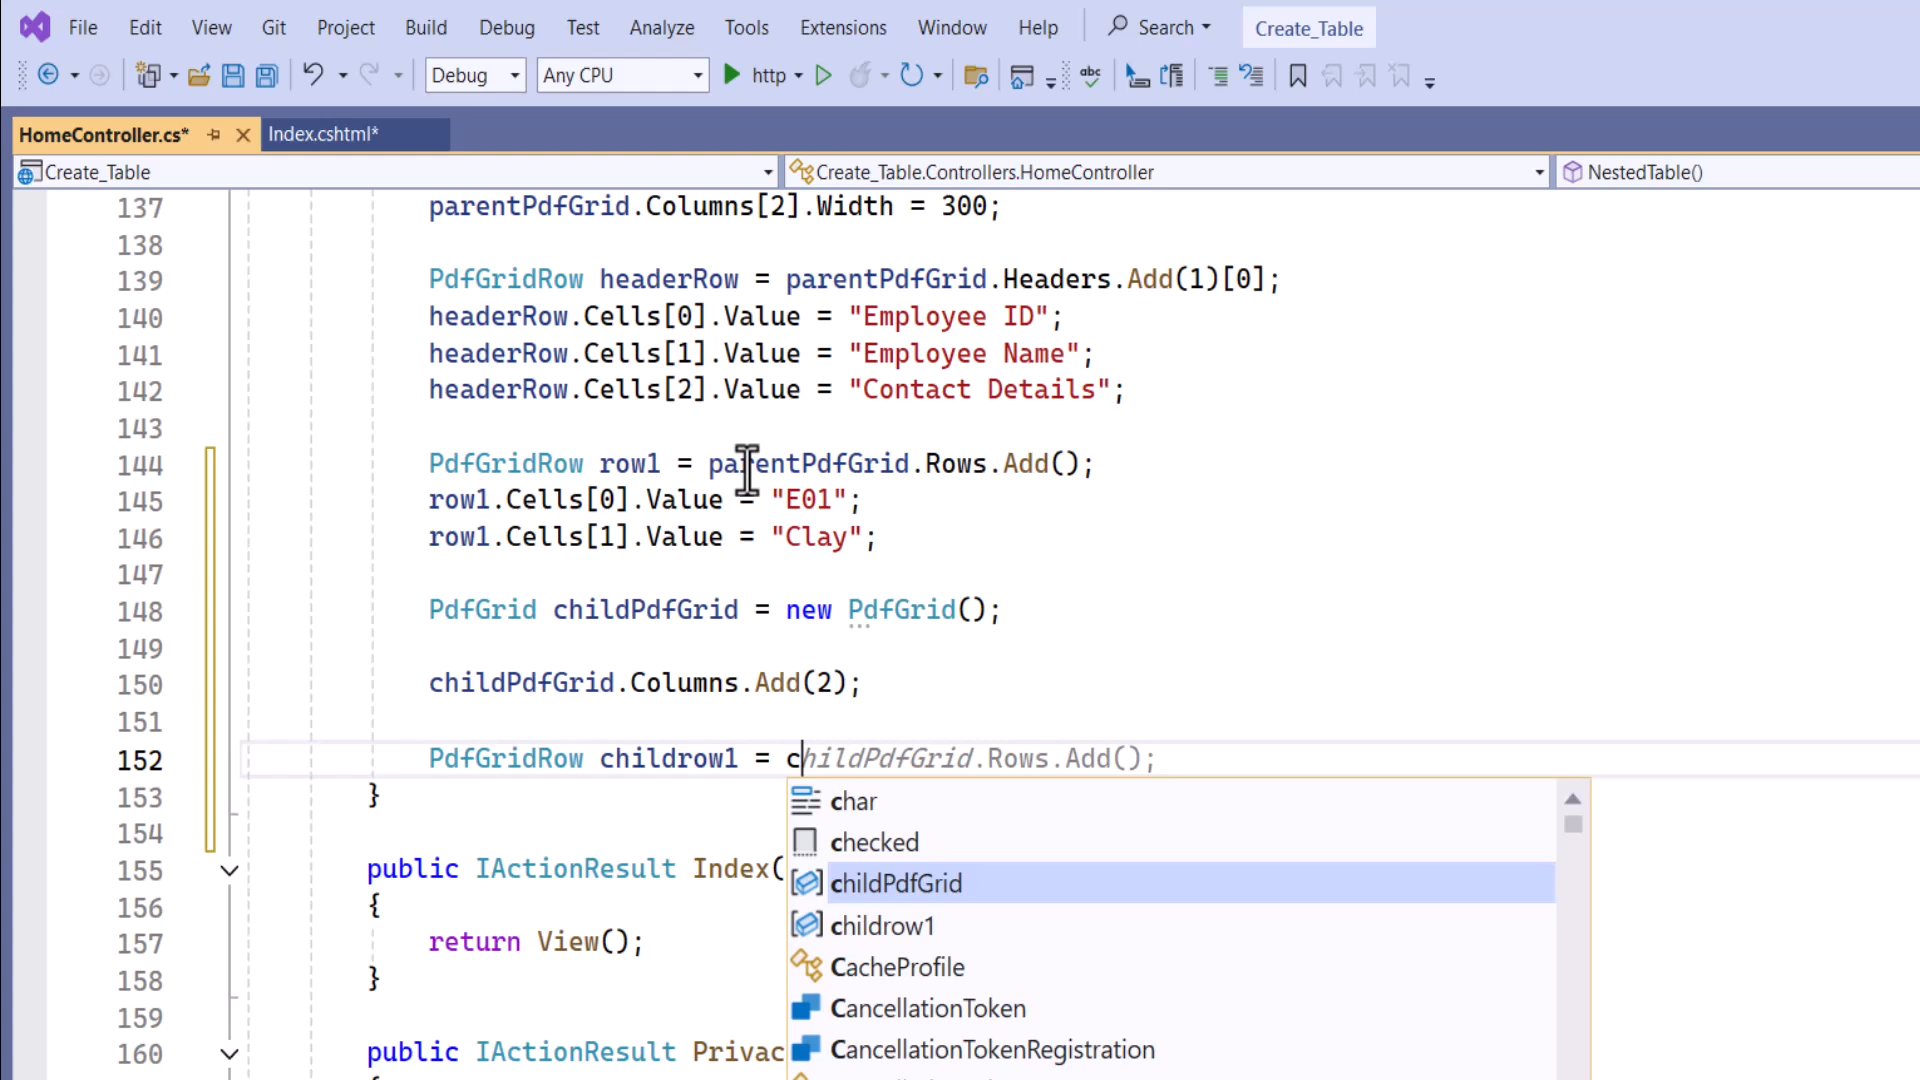 File Edit View Git Project Build Debug Test Analyze Tools Extensions Window Help Search Create_Table
Debug Any CPU http abc
HomeController.cs* Index.cshtml*
Create_Table Create_Table.Controllers.HomeController NestedTable()
137 parentPdfGrid.Columns[2].Width = 300;
138
139 PdfGridRow headerRow = parentPdfGrid.Headers.Add(1)[0];
140 headerRow.Cells[0].Value = "Employee ID";
141 headerRow.Cells[1].Value = "Employee Name";
142 headerRow.Cells[2].Value = "Contact Details";
143
144 PdfGridRow row1 = parentPdfGrid.Rows.Add();
145 row1.Cells[0].Value = "E01";
146 row1.Cells[1].Value = "Clay";
147
148 PdfGrid childPdfGrid = new PdfGrid();
149
150 childPdfGrid.Columns.Add(2);
151
152 PdfGridRow childrow1 = childPdfGrid.Rows.Add();
153 }
char
checked
154
155 public IActionResult Index(
childPdfGrid
156 {
childrow1
157 return View();
CacheProfile
158 }
CancellationToken
159
160 public IActionResult Privac
CancellationTokenRegistration